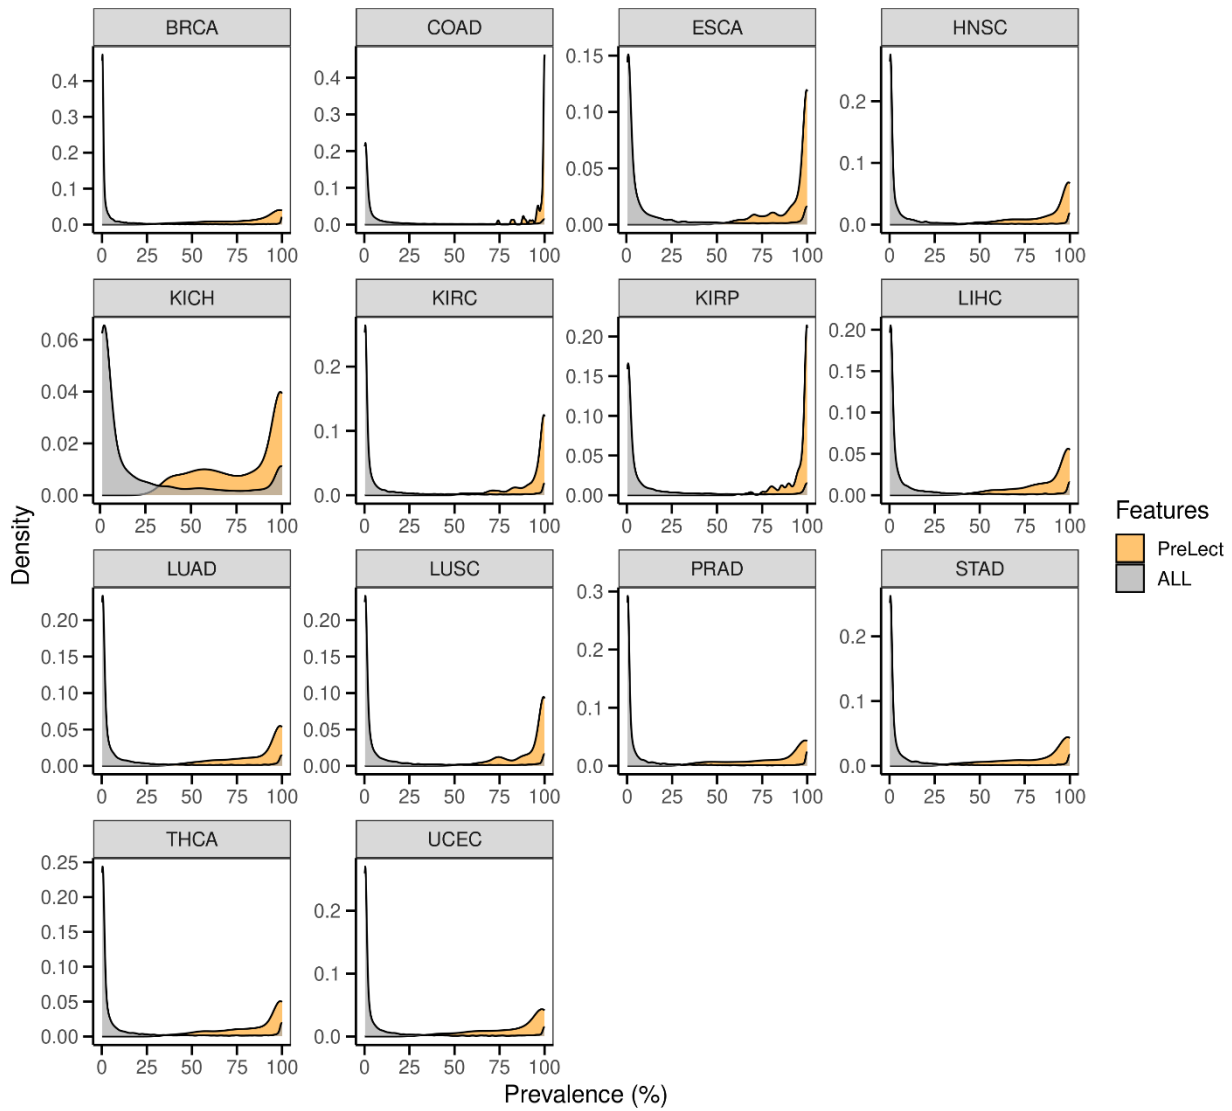 BRCA COAD ESCA HNSC
0.4 0.3 0.2 0.1 0.0
0.4 0.3 0.2 0.1 0.0
0.15 0.10 0.05 0.00
0.2 0.1 0.0
0 25 50 75 100 0 25 50 75 100 0 25 50 75 100 0 25 50 75 100
KICH KIRC KIRP LIHC
0.06 0.04 0.02 0.00
0.2 0.1 0.0
0.20 0.15 0.10 0.05 0.00
0.20 0.15 0.10 0.05 0.00
0 25 50 75 100 0 25 50 75 100 0 25 50 75 100 0 25 50 75 100
LUAD LUSC PRAD STAD
0.20 0.15 0.10 0.05 0.00
0.20 0.15 0.10 0.05 0.00
0.3 0.2 0.1 0.0
0.2 0.1 0.0
0 25 50 75 100 0 25 50 75 100 0 25 50 75 100 0 25 50 75 100
THCA UCEC
0.25 0.20 0.15 0.10 0.05 0.00
0.2 0.1 0.0
0 25 50 75 100 0 25 50 75 100
Density
Prevalence (%)
Features
PreLect
ALL